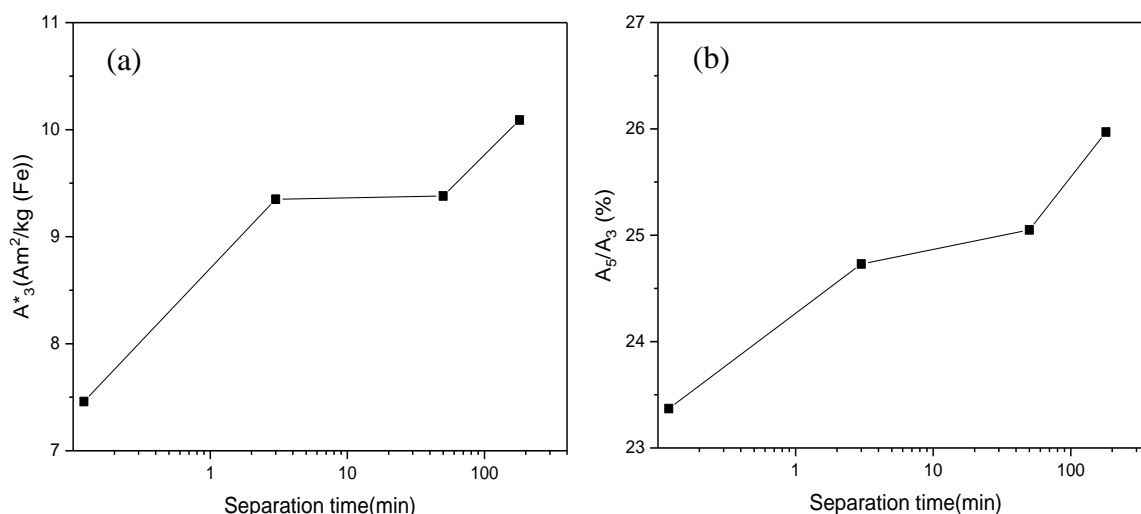 (a)
11
10
9
8
7
A*3(Am²/kg (Fe))
1
10
100
Separation time(min)
(b)
27
26
25
24
23
A5/A3 (%)
1
10
100
Separation time(min)